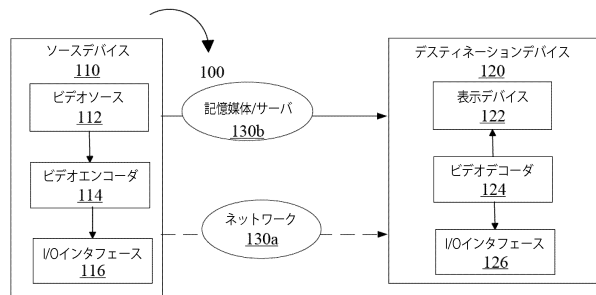 ソースデバイス
110
ビデオソース
112
ビデオエンコーダ
114
I/Oインタフェース
116
100
記憶媒体/サーバ
130b
ネットワーク
130a
デスティネーションデバイス
120
表示デバイス
122
ビデオデコーダ
124
I/Oインタフェース
126